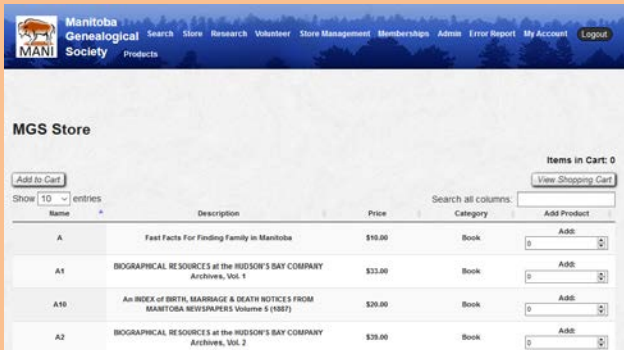 Manitoba
Genealogical
Society
MANI
Search Store Research Volunteer Store Management Memberships Admin Error Report My Account Logout
Products
MGS Store
Items in Cart: 0
Add to Cart View Shopping Cart
Show 10 entries Search all columns:
Name Description Price Category Add Product
A Fast Facts For Finding Family in Manitoba $10.00 Book Add: 0
A1 BIOGRAPHICAL RESOURCES at the HUDSON'S BAY COMPANY
Archives, Vol. 1 $33.00 Book Add: 0
A10 An INDEX of BIRTH, MARRIAGE & DEATH NOTICES FROM
MANITOBA NEWSPAPERS Volume 5 (1887) $20.00 Book Add: 0
A2 BIOGRAPHICAL RESOURCES at the HUDSON'S BAY COMPANY
Archives, Vol. 2 $39.00 Book Add: 0